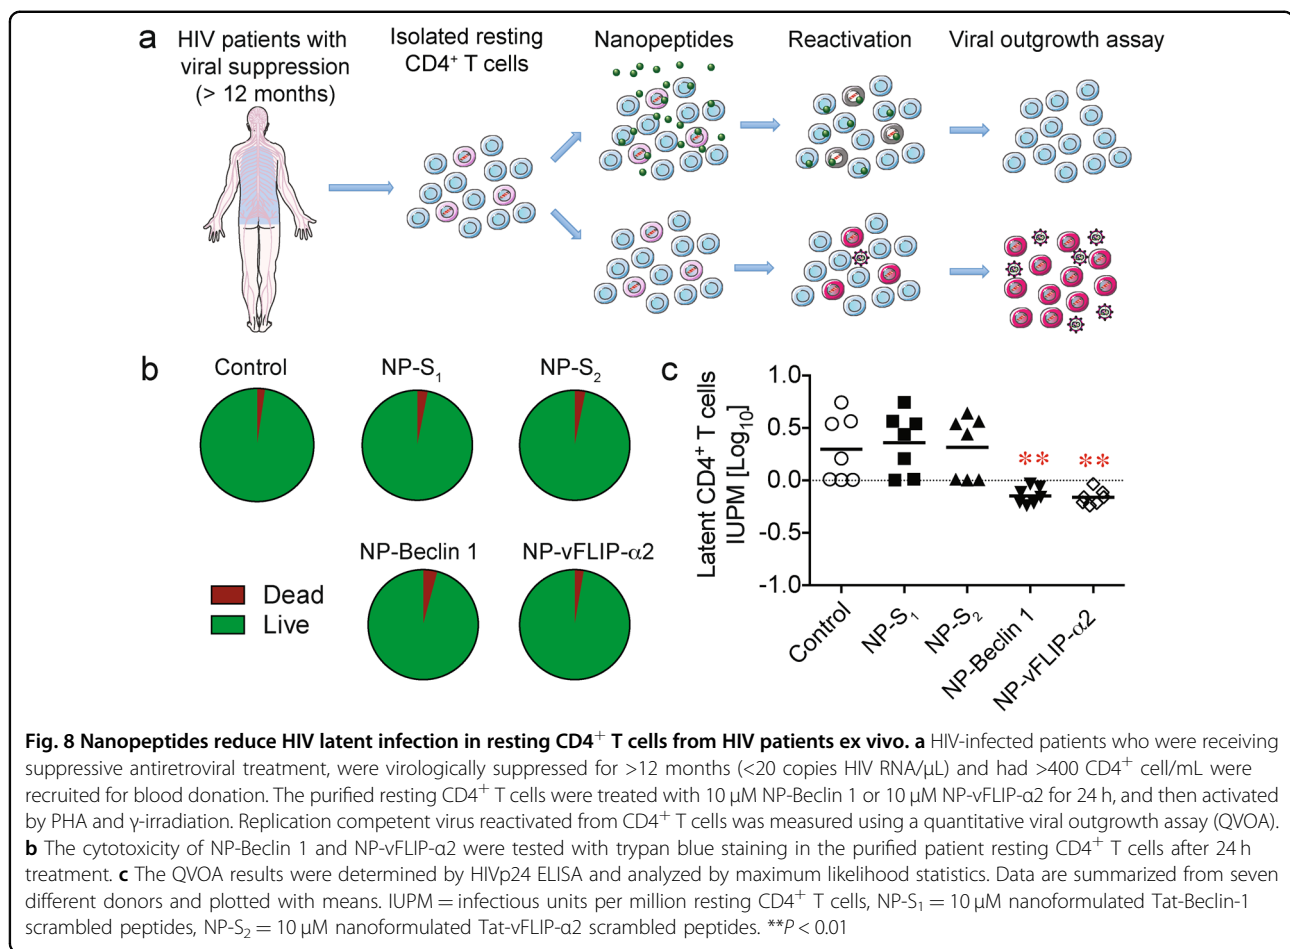 a
HIV patients with
viral suppression
(> 12 months)
Isolated resting
CD4⁺ T cells
Nanopeptides
Reactivation
Viral outgrowth assay
b
Control
NP-S₁
NP-S₂
NP-Beclin 1
NP-vFLIP-α2
Dead
Live
c
Latent CD4⁺ T cells
IUPM [Log₁₀]
1.0
0.5
0.0
-0.5
-1.0
**
**
Control
NP-S₁
NP-S₂
NP-Beclin 1
NP-vFLIP-α2
Fig. 8 Nanopeptides reduce HIV latent infection in resting CD4⁺ T cells from HIV patients ex vivo. a HIV-infected patients who were receiving
suppressive antiretroviral treatment, were virologically suppressed for >12 months (<20 copies HIV RNA/μL) and had >400 CD4⁺ cell/mL were
recruited for blood donation. The purified resting CD4⁺ T cells were treated with 10 μM NP-Beclin 1 or 10 μM NP-vFLIP-α2 for 24 h, and then activated
by PHA and γ-irradiation. Replication competent virus reactivated from CD4⁺ T cells was measured using a quantitative viral outgrowth assay (QVOA).
b The cytotoxicity of NP-Beclin 1 and NP-vFLIP-α2 were tested with trypan blue staining in the purified patient resting CD4⁺ T cells after 24 h
treatment. c The QVOA results were determined by HIVp24 ELISA and analyzed by maximum likelihood statistics. Data are summarized from seven
different donors and plotted with means. IUPM = infectious units per million resting CD4⁺ T cells, NP-S₁ = 10 μM nanoformulated Tat-Beclin-1
scrambled peptides, NP-S₂ = 10 μM nanoformulated Tat-vFLIP-α2 scrambled peptides. **P < 0.01